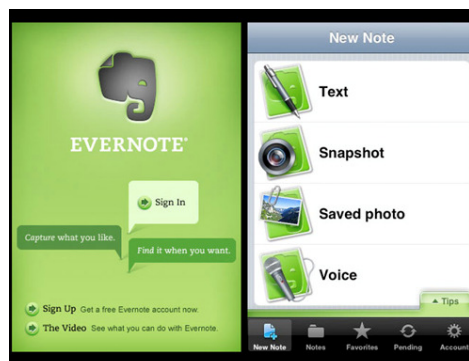 EVERNOTE®
Sign In
Capture what you like.
Find it when you want.
Sign Up Get a free Evernote account now.
The Video See what you can do with Evernote.
New Note
Text
Snapshot
Saved photo
Voice
Tips
New Note Notes Favorites Pending Account